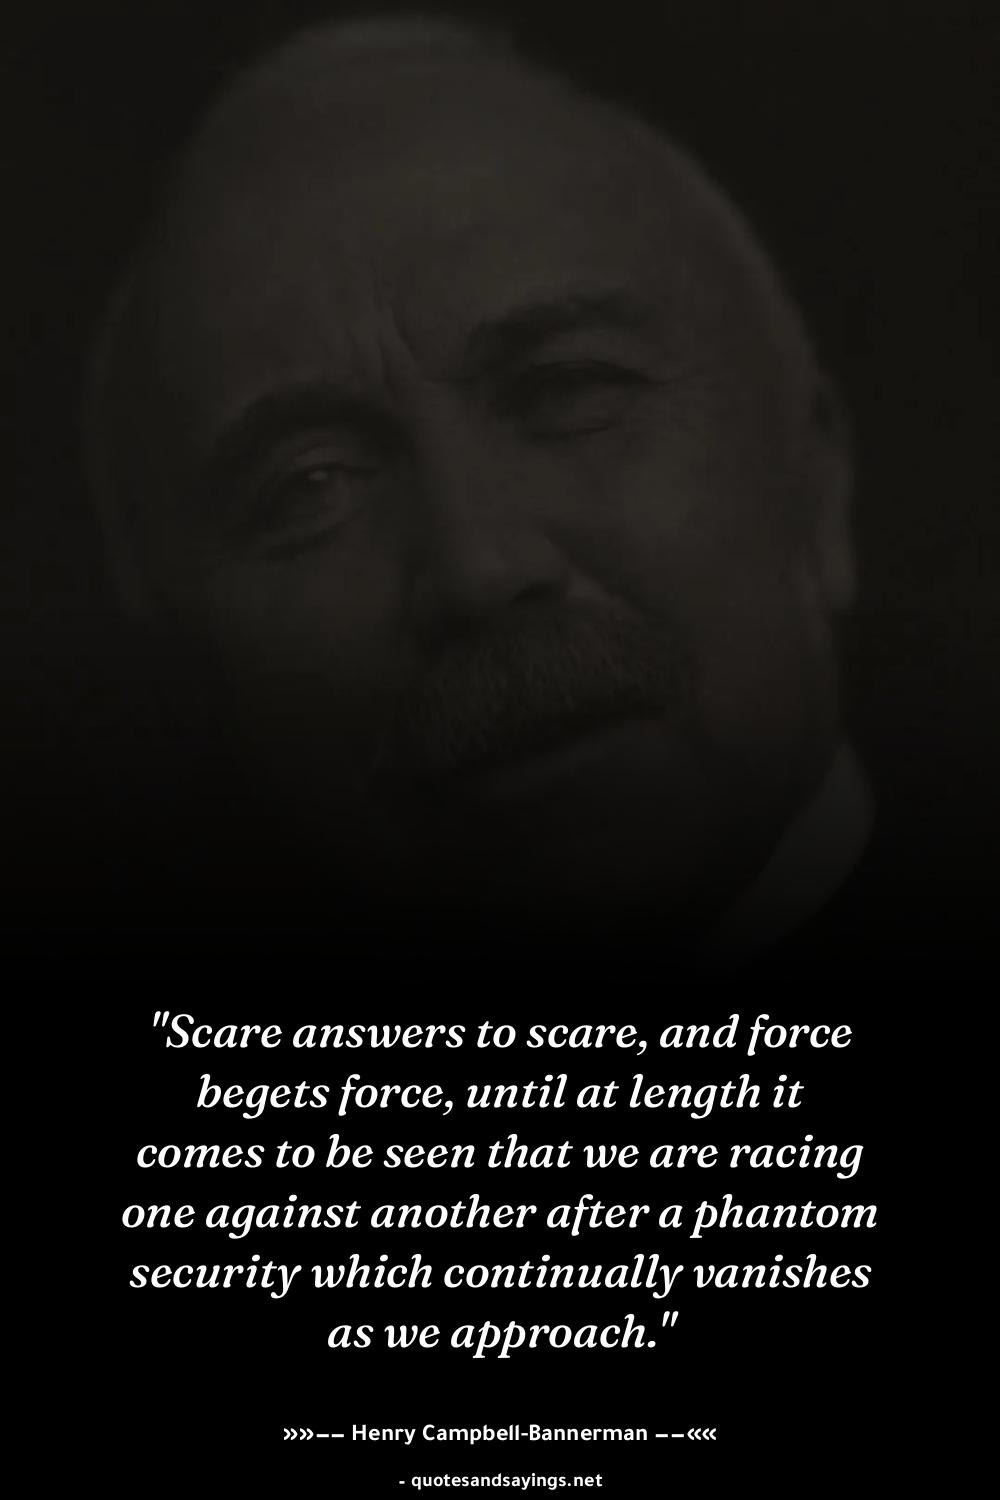 "Scare answers to scare, and force
begets force, until at length it
comes to be seen that we are racing
one against another after a phantom
security which continually vanishes
as we approach."
»»−− Henry Campbell-Bannerman −−««
- quotesandsayings.net